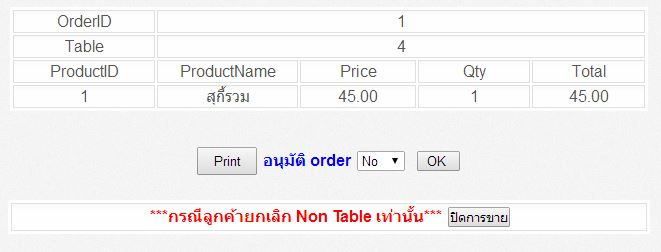 OrderID 1
Table 4
ProductID ProductName Price Qty Total
1 สุกี้รวม 45.00 1 45.00
Print อนุมัติ order No OK
***กรณีลูกค้ายกเลิก Non Table เท่านั้น*** ปิดการขาย